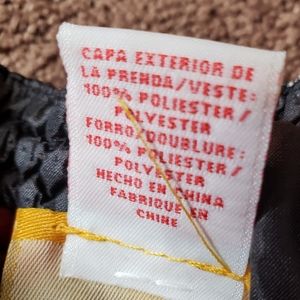 CAPA EXTERIOR DE
LA PRENDA/VESTE:
100% POLIESTER/
POLYESTER
FORRO/DOUBLURE:
100% POLIESTER/
POLYESTER
HECHO EN CHINA
FABRIQUE EN
CHINE